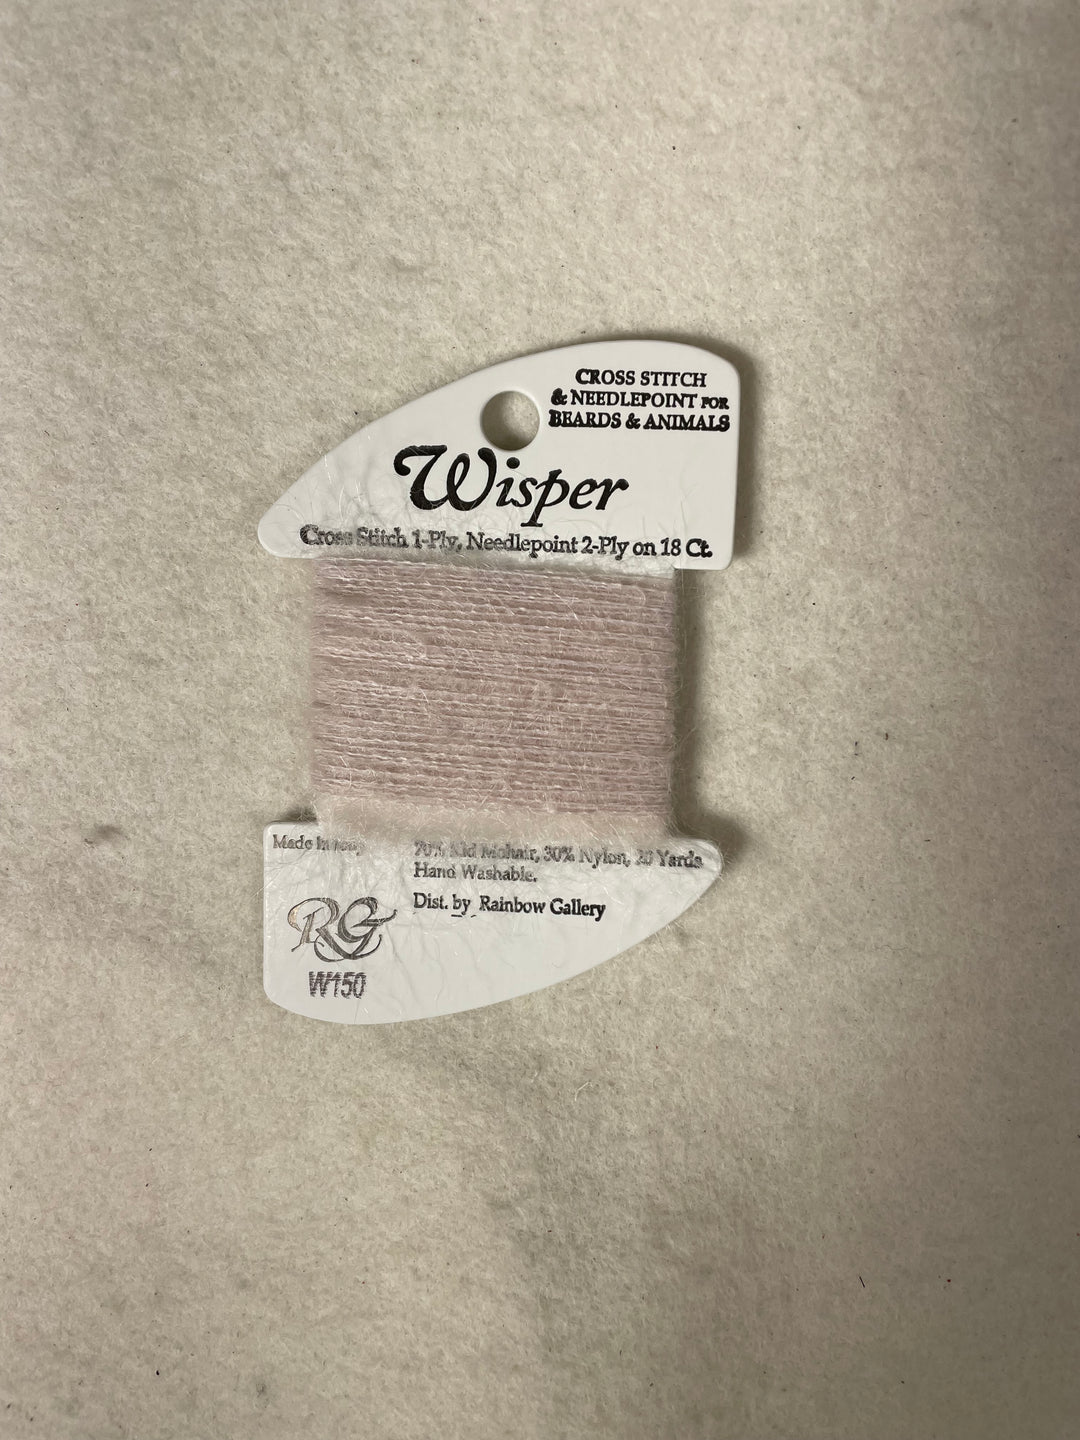 CROSS STITCH
& NEEDLEPOINT FOR
BEARDS & ANIMALS
Wisper
Cross Stitch 1-Ply, Needlepoint 2-Ply on 18 Ct.
Made In Italy
70% Kid Mohair, 30% Nylon, 20 Yards
Hand Washable.
Dist. by Rainbow Gallery
RG
W150